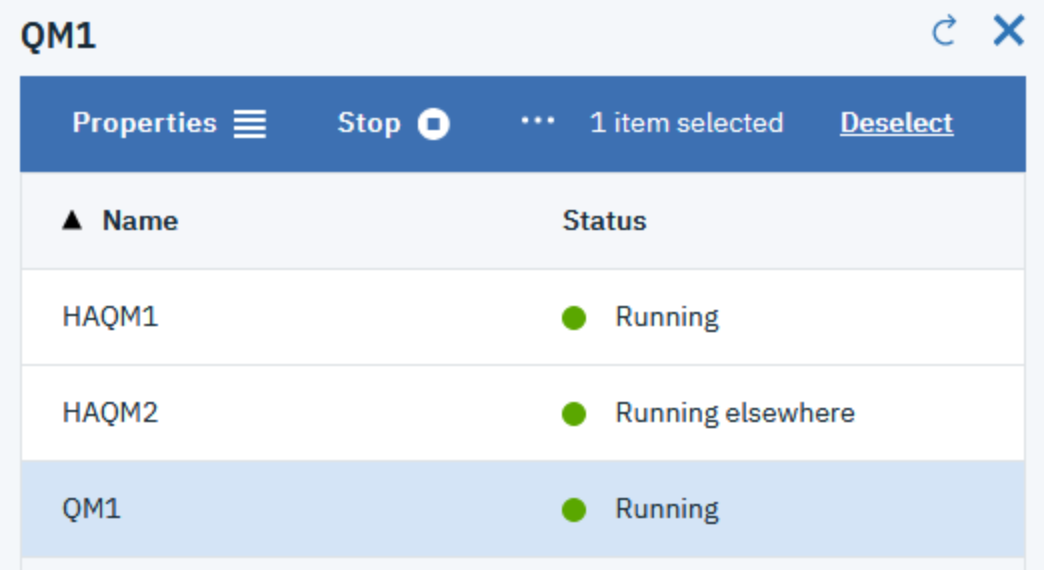 QM1
Properties Stop ... 1 item selected Deselect
▲ Name Status
HAQM1 Running
HAQM2 Running elsewhere
QM1 Running